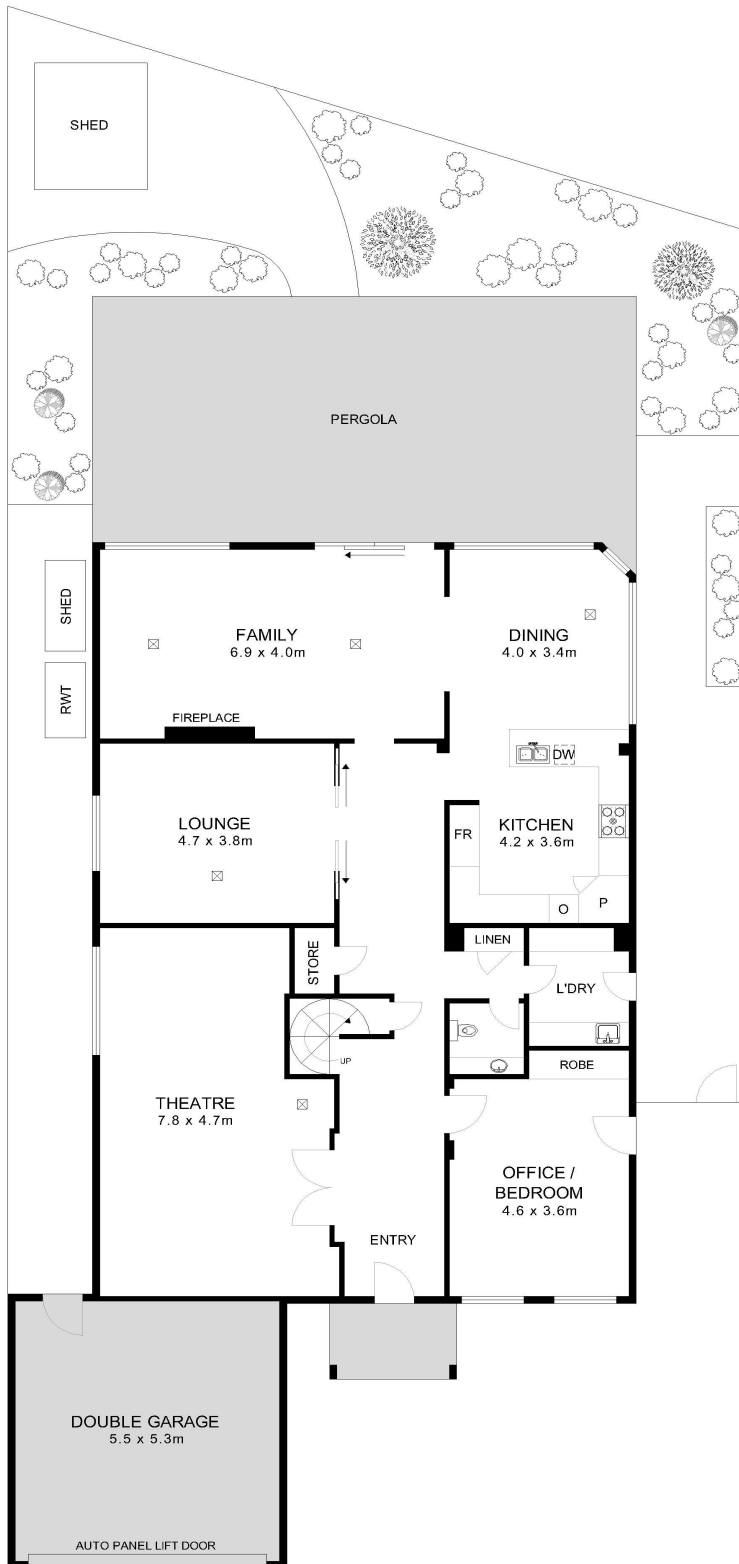 SHED
PERGOLA
SHED
RWT
FAMILY
6.9 x 4.0m
DINING
4.0 x 3.4m
FIREPLACE
DW
LOUNGE
4.7 x 3.8m
FR
KITCHEN
4.2 x 3.6m
O
P
STORE
LINEN
L'DRY
UP
ROBE
THEATRE
7.8 x 4.7m
OFFICE /
BEDROOM
4.6 x 3.6m
ENTRY
DOUBLE GARAGE
5.5 x 5.3m
AUTO PANEL LIFT DOOR